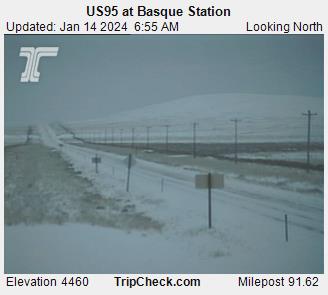 US95 at Basque Station
Updated: Jan 14 2024 6:55 AM Looking North
Elevation 4460 TripCheck.com Milepost 91.62